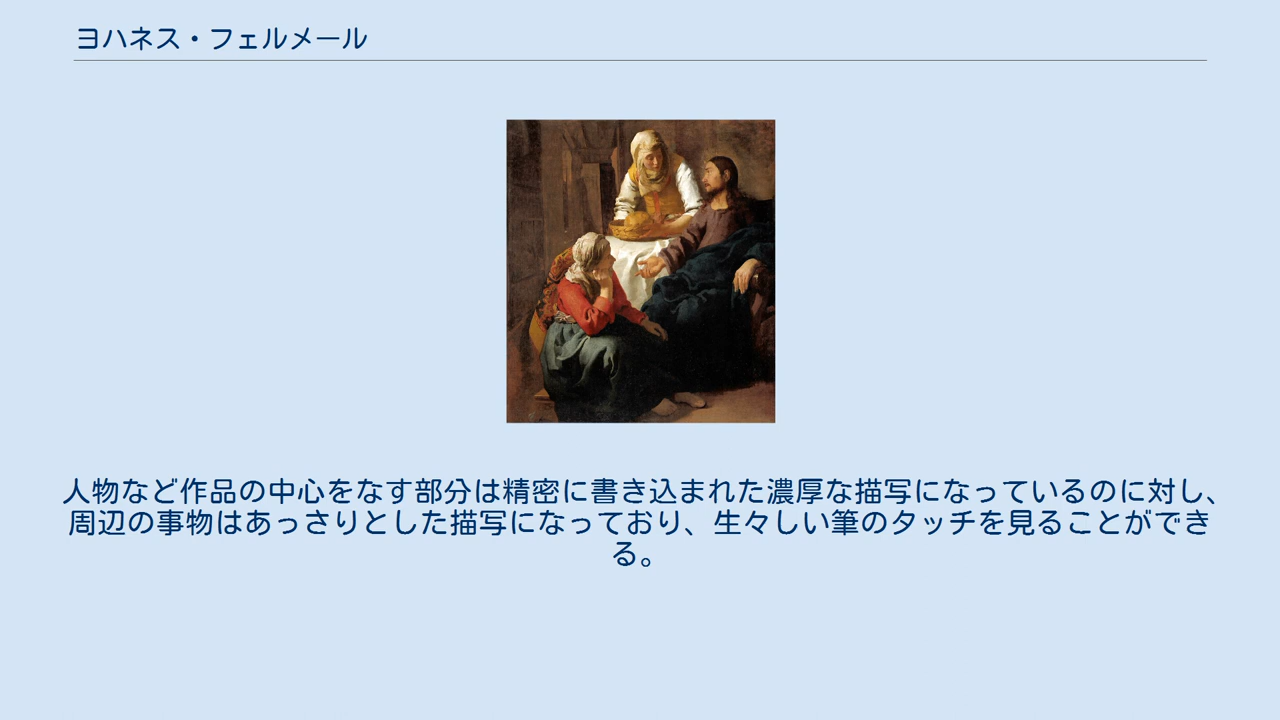 ヨハネス・フェルメール
人物など作品の中心をなす部分は精密に書き込まれた濃厚な描写になっているのに対し、
周辺の事物はあっさりとした描写になっており、生々しい筆のタッチを見ることができ
る。